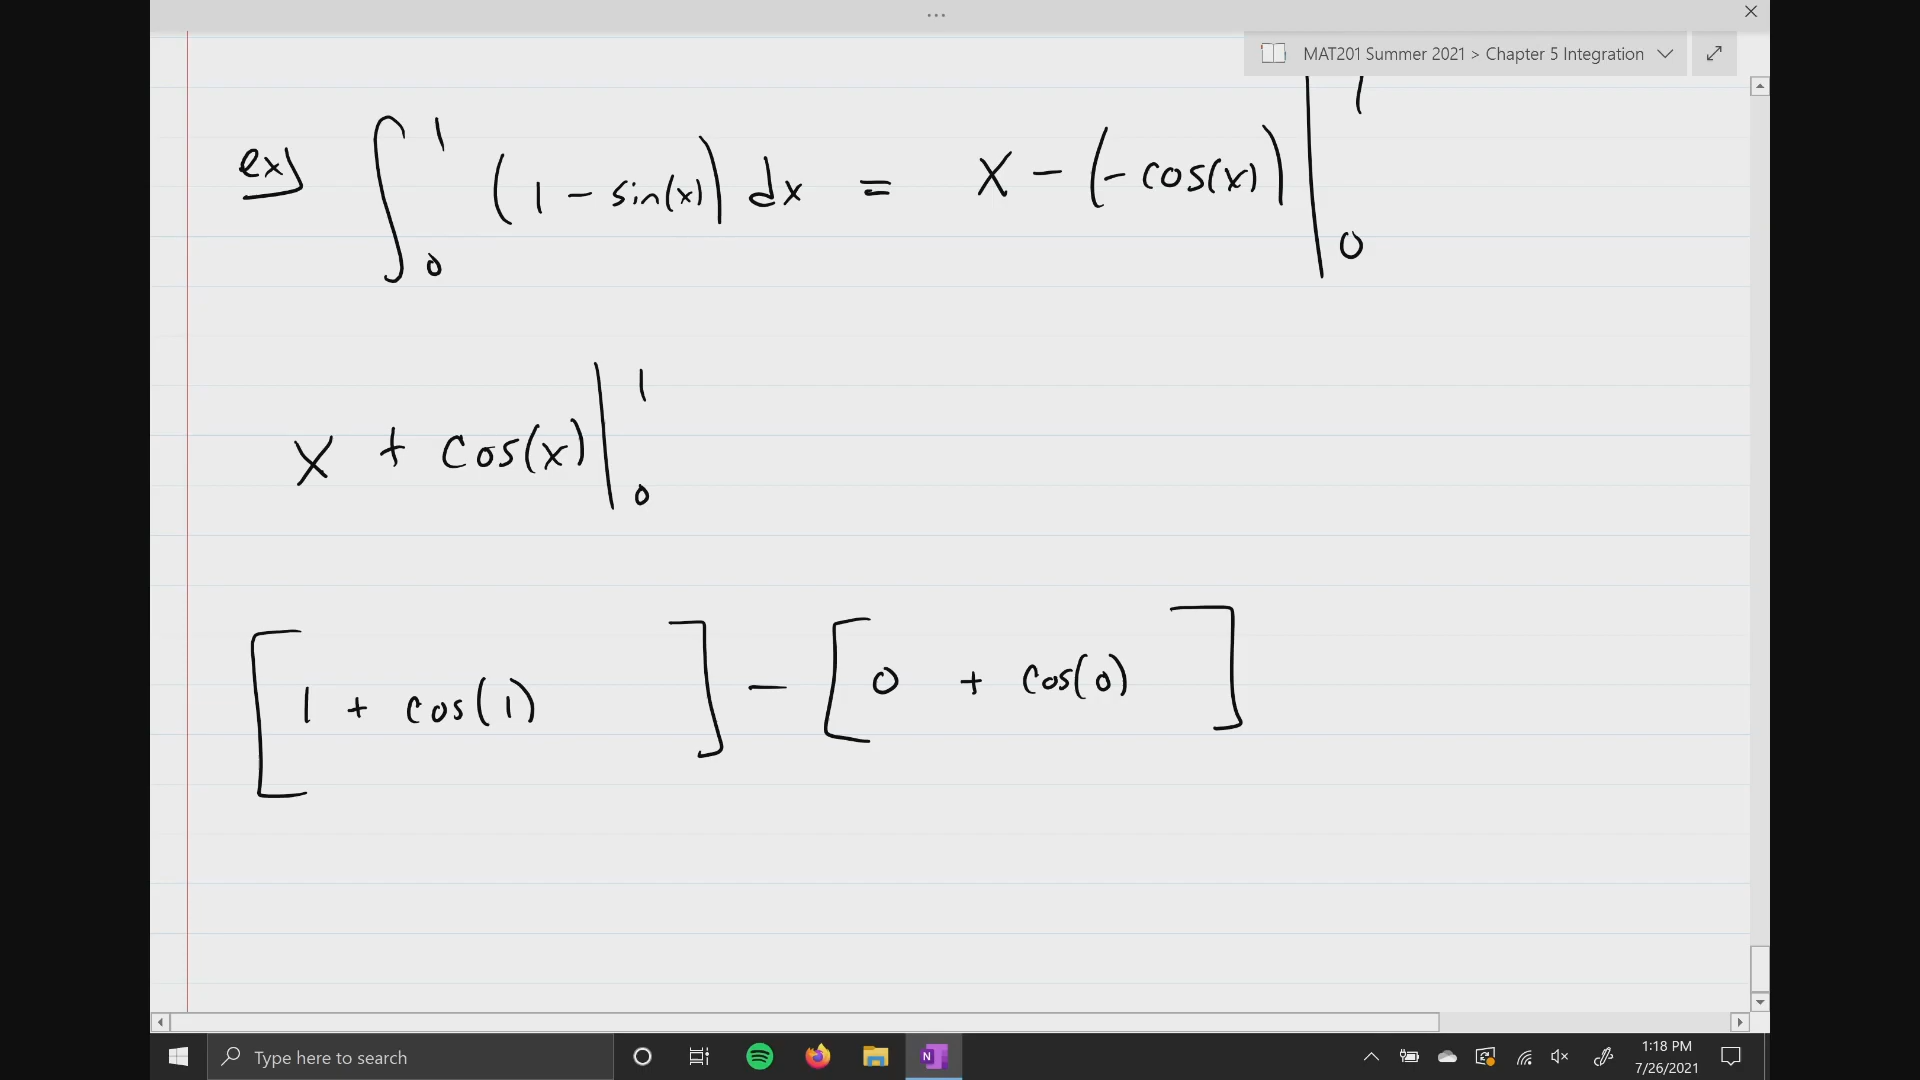 ...
MAT201 Summer 2021 > Chapter 5 Integration
ex) ∫₀¹ (1 - sin(x)) dx = x - (- cos(x)) |₀¹
x + cos(x) |₀¹
[1 + cos(1)] - [0 + cos(0)]
Type here to search
N
1:18 PM
7/26/2021